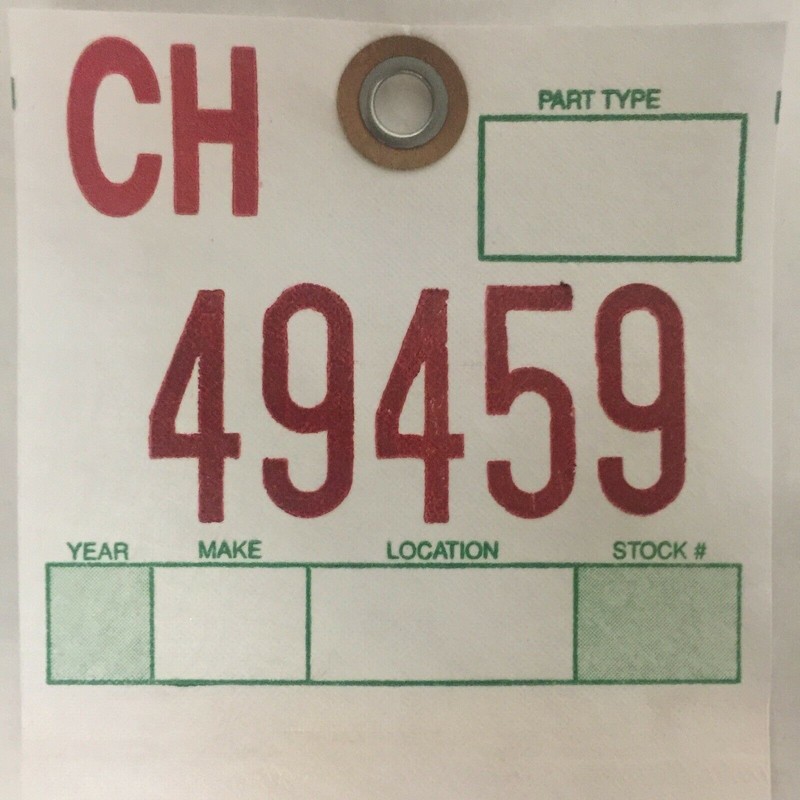 CH
PART TYPE
49459
YEAR MAKE LOCATION STOCK #